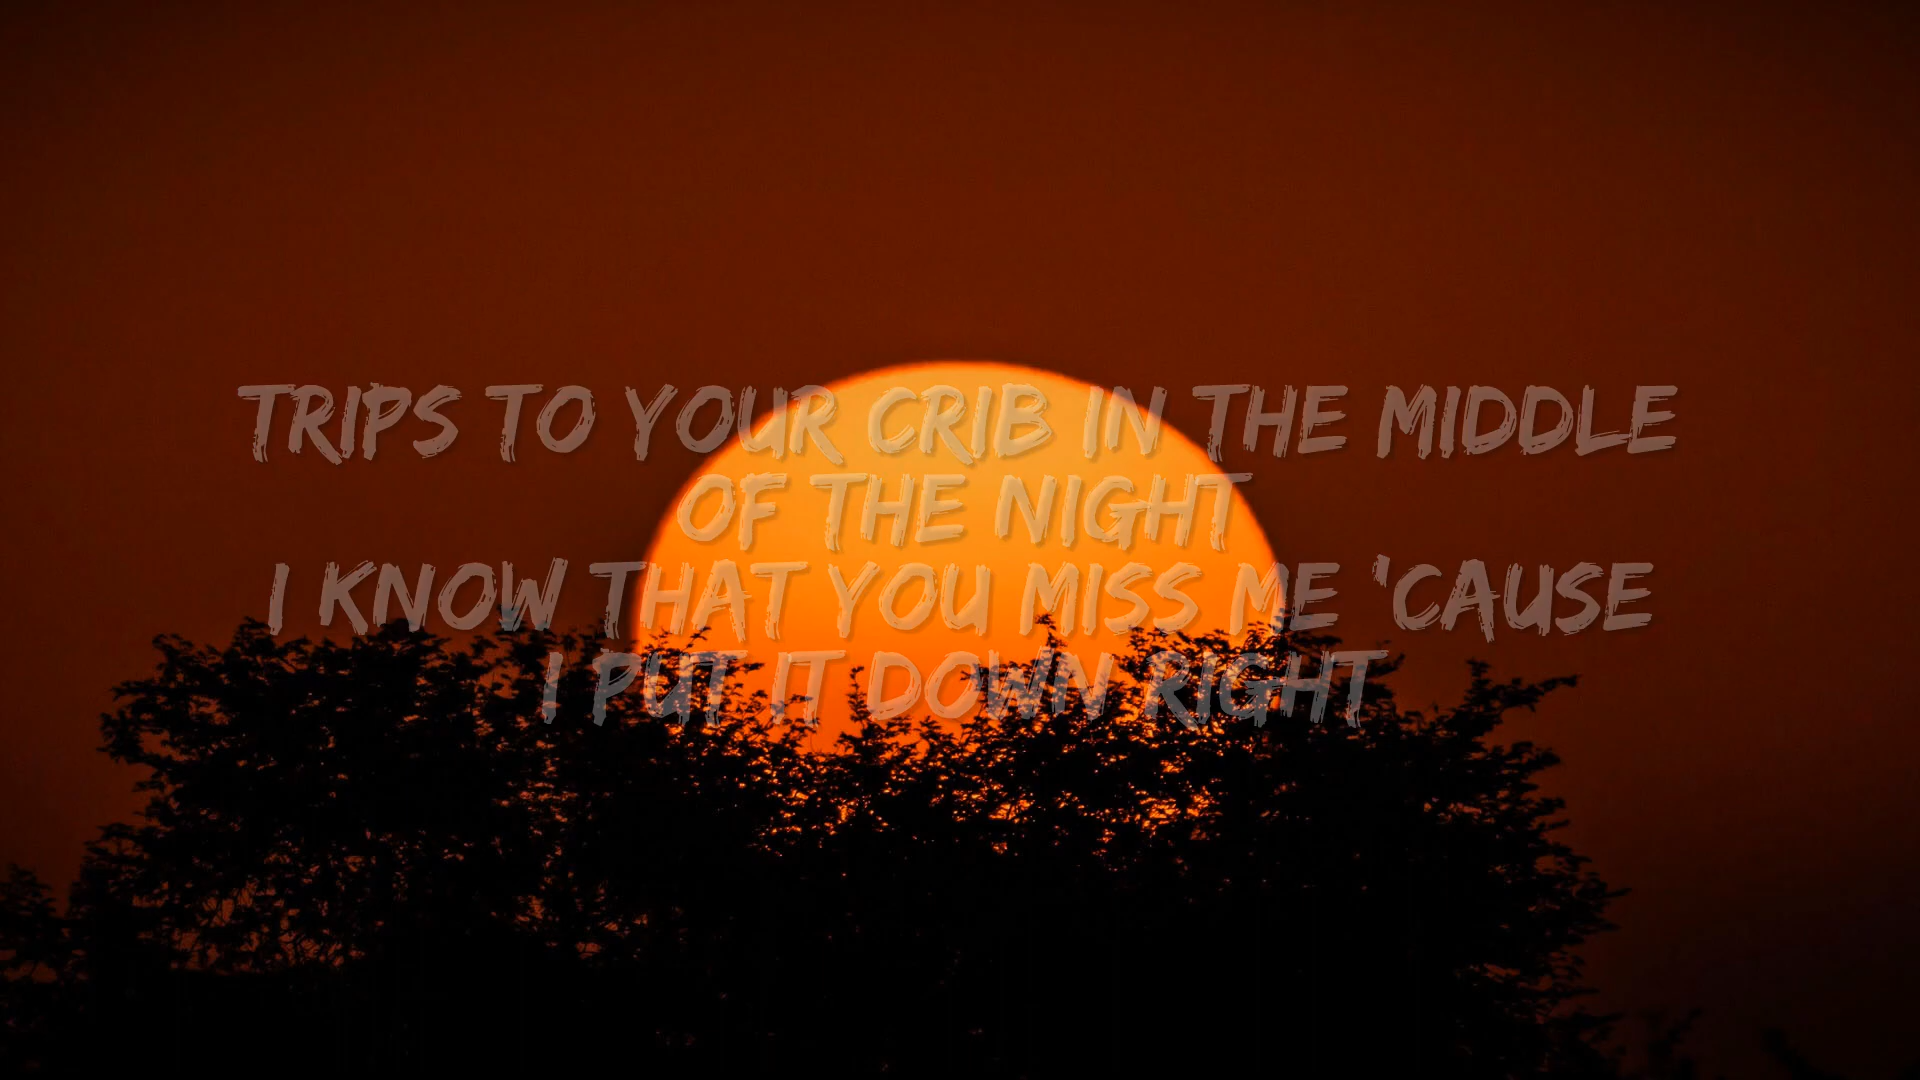 TRIPS TO YOUR CRIB IN THE MIDDLE
OF THE NIGHT
I KNOW THAT YOU MISS ME 'CAUSE
I PUT IT DOWN RIGHT